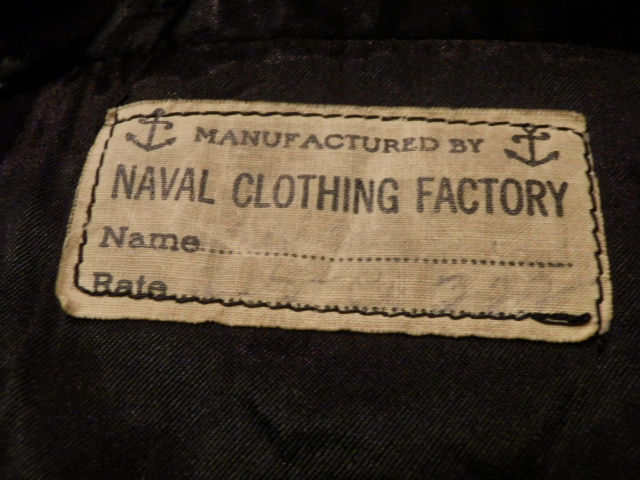 MANUFACTURED BY
NAVAL CLOTHING FACTORY
Name
Rate